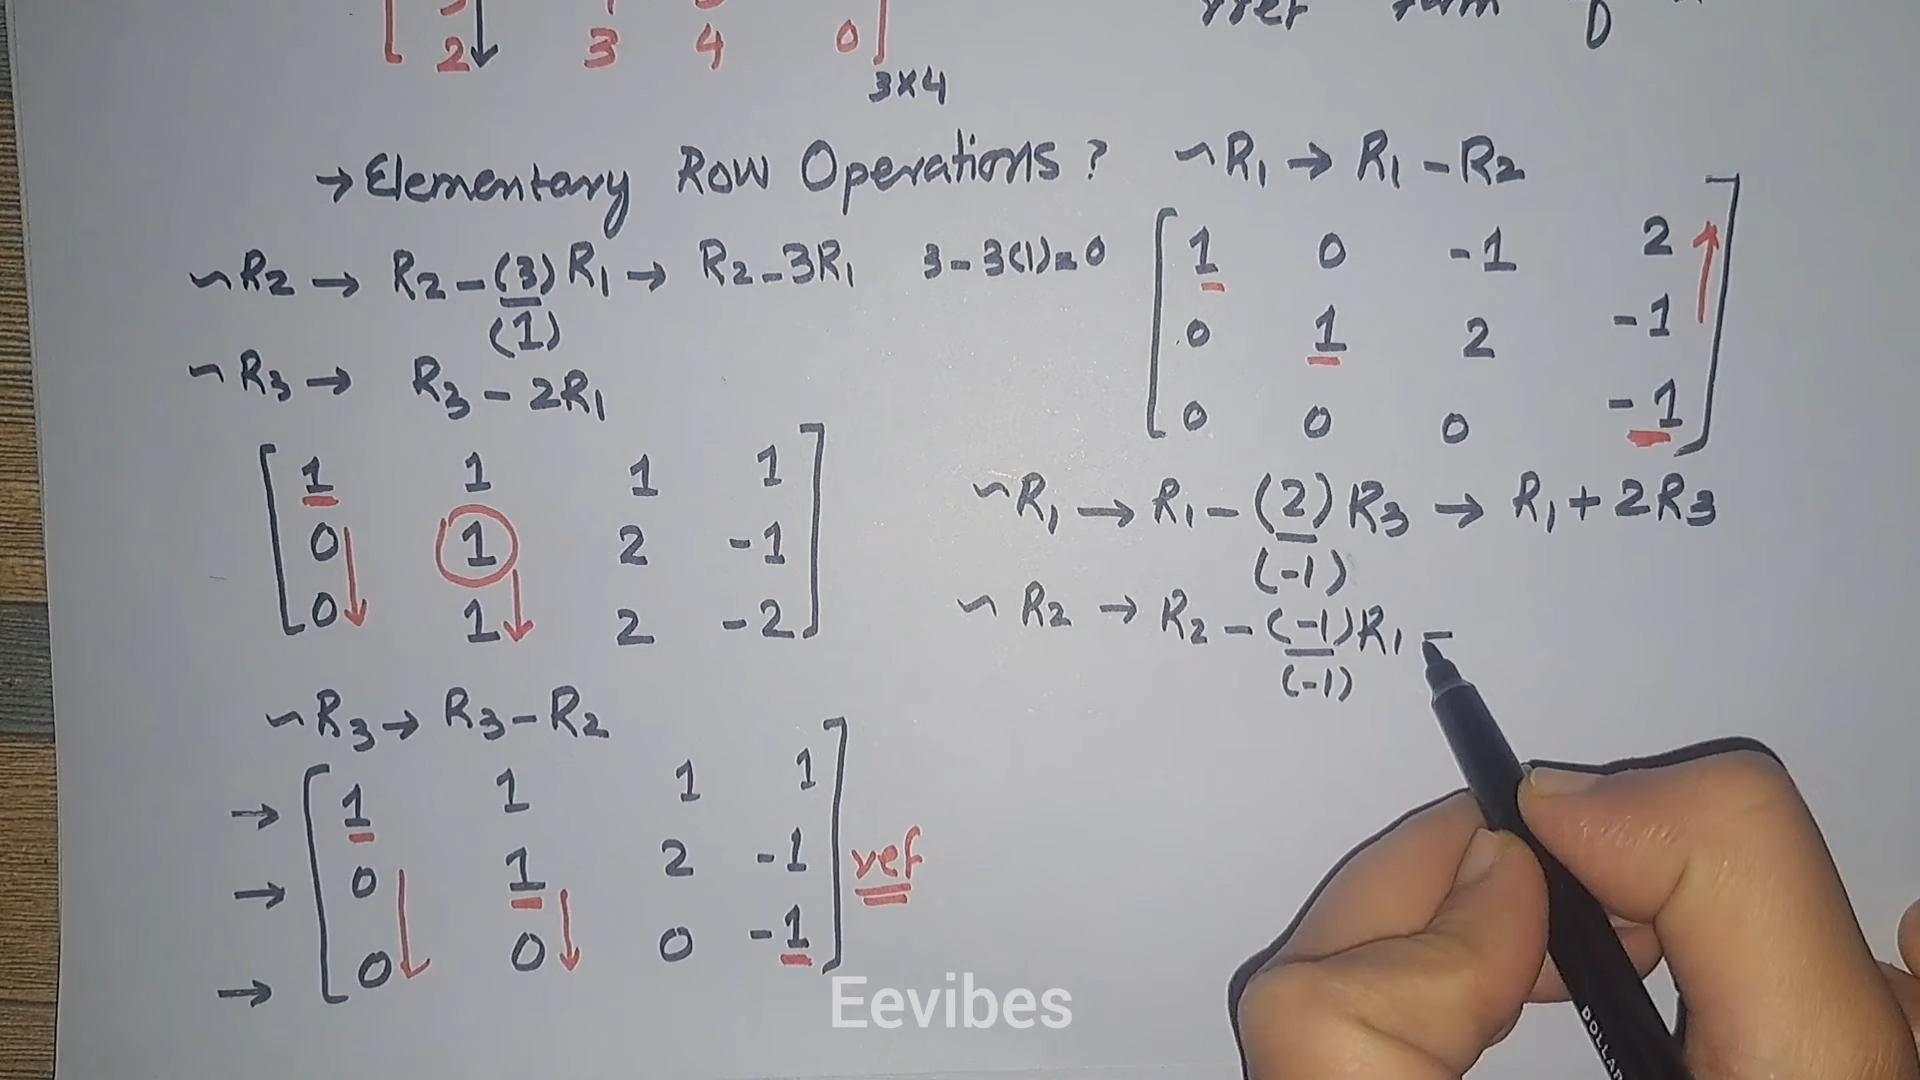 2 3 4 0
3x4
→ Elementary Row Operations?
~R2 → R2 - (3)/(1) R1 → R2 - 3R1 3 - 3(1) = 0
~R3 → R3 - 2R1
1 1 1 1
0 1 2 -1
0 1 2 -2
~R3 → R3 - R2
→ 1 1 1 1
→ 0 1 2 -1 ref
→ 0 0 0 -1
~R1 → R1 - R2
1 0 -1 2
0 1 2 -1
0 0 0 -1
~R1 → R1 - (2)/(-1) R3 → R1 + 2R3
~R2 → R2 - (-1)/(-1) R1 -
DOLLAR
Eevibes